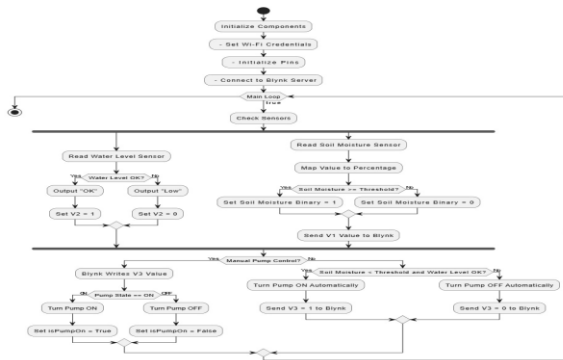 Initialize Components
- Set Wi-Fi Credentials
- Initialize Pins
- Connect to Blynk Server
Main Loop
true
Check Sensors
Read Water Level Sensor
Read Soil Moisture Sensor
Map Value to Percentage
Yes Water Level OK? No
Yes Soil Moisture >= Threshold? No
Output "OK"
Output "Low"
Set Soil Moisture Binary = 1
Set Soil Moisture Binary = 0
Set V2 = 1
Set V2 = 0
Send V1 Value to Blynk
Yes Manual Pump Control? No
Blynk Writes V3 Value
Yes Soil Moisture < Threshold and Water Level OK? No
Turn Pump ON Automatically
Turn Pump OFF Automatically
ON Pump State == ON OFF
Turn Pump ON
Turn Pump OFF
Send V3 = 1 to Blynk
Send V3 = 0 to Blynk
Set isPumpOn = True
Set isPumpOn = False